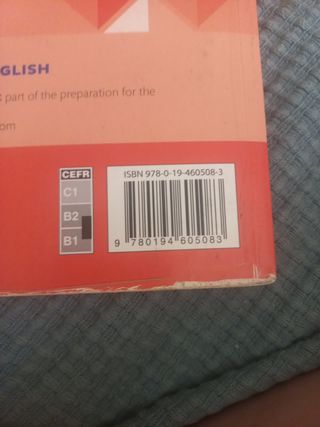 GLISH
part of the preparation for the
om
CEFR
C1
B2
B1
ISBN 978-0-19-460508-3
9 780194 605083